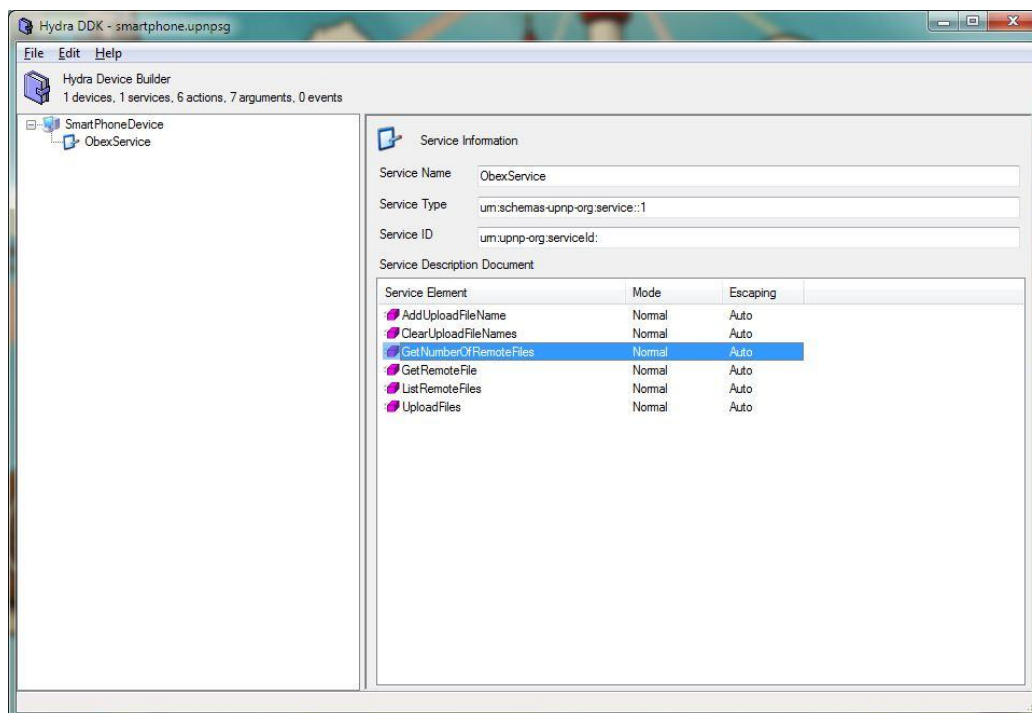 Hydra DDK - smartphone.upnpsg
File Edit Help
Hydra Device Builder
1 devices, 1 services, 6 actions, 7 arguments, 0 events
SmartPhoneDevice
ObexService
Service Information
Service Name ObexService
Service Type urn:schemas-upnp-org:service::1
Service ID urn:upnp-org:serviceId:
Service Description Document
Service Element Mode Escaping
AddUploadFileName Normal Auto
ClearUploadFileNames Normal Auto
GetNumberOfRemoteFiles Normal Auto
GetRemoteFile Normal Auto
ListRemoteFiles Normal Auto
UploadFiles Normal Auto